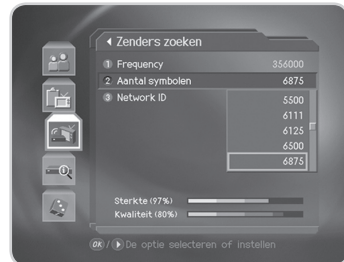 Zenders zoeken
1 Frequency 356000
2 Aantal symbolen 6875
3 Network ID
5500
6111
6125
6500
6875
Sterkte (97%)
Kwaliteit (80%)
OK / De optie selecteren of instellen